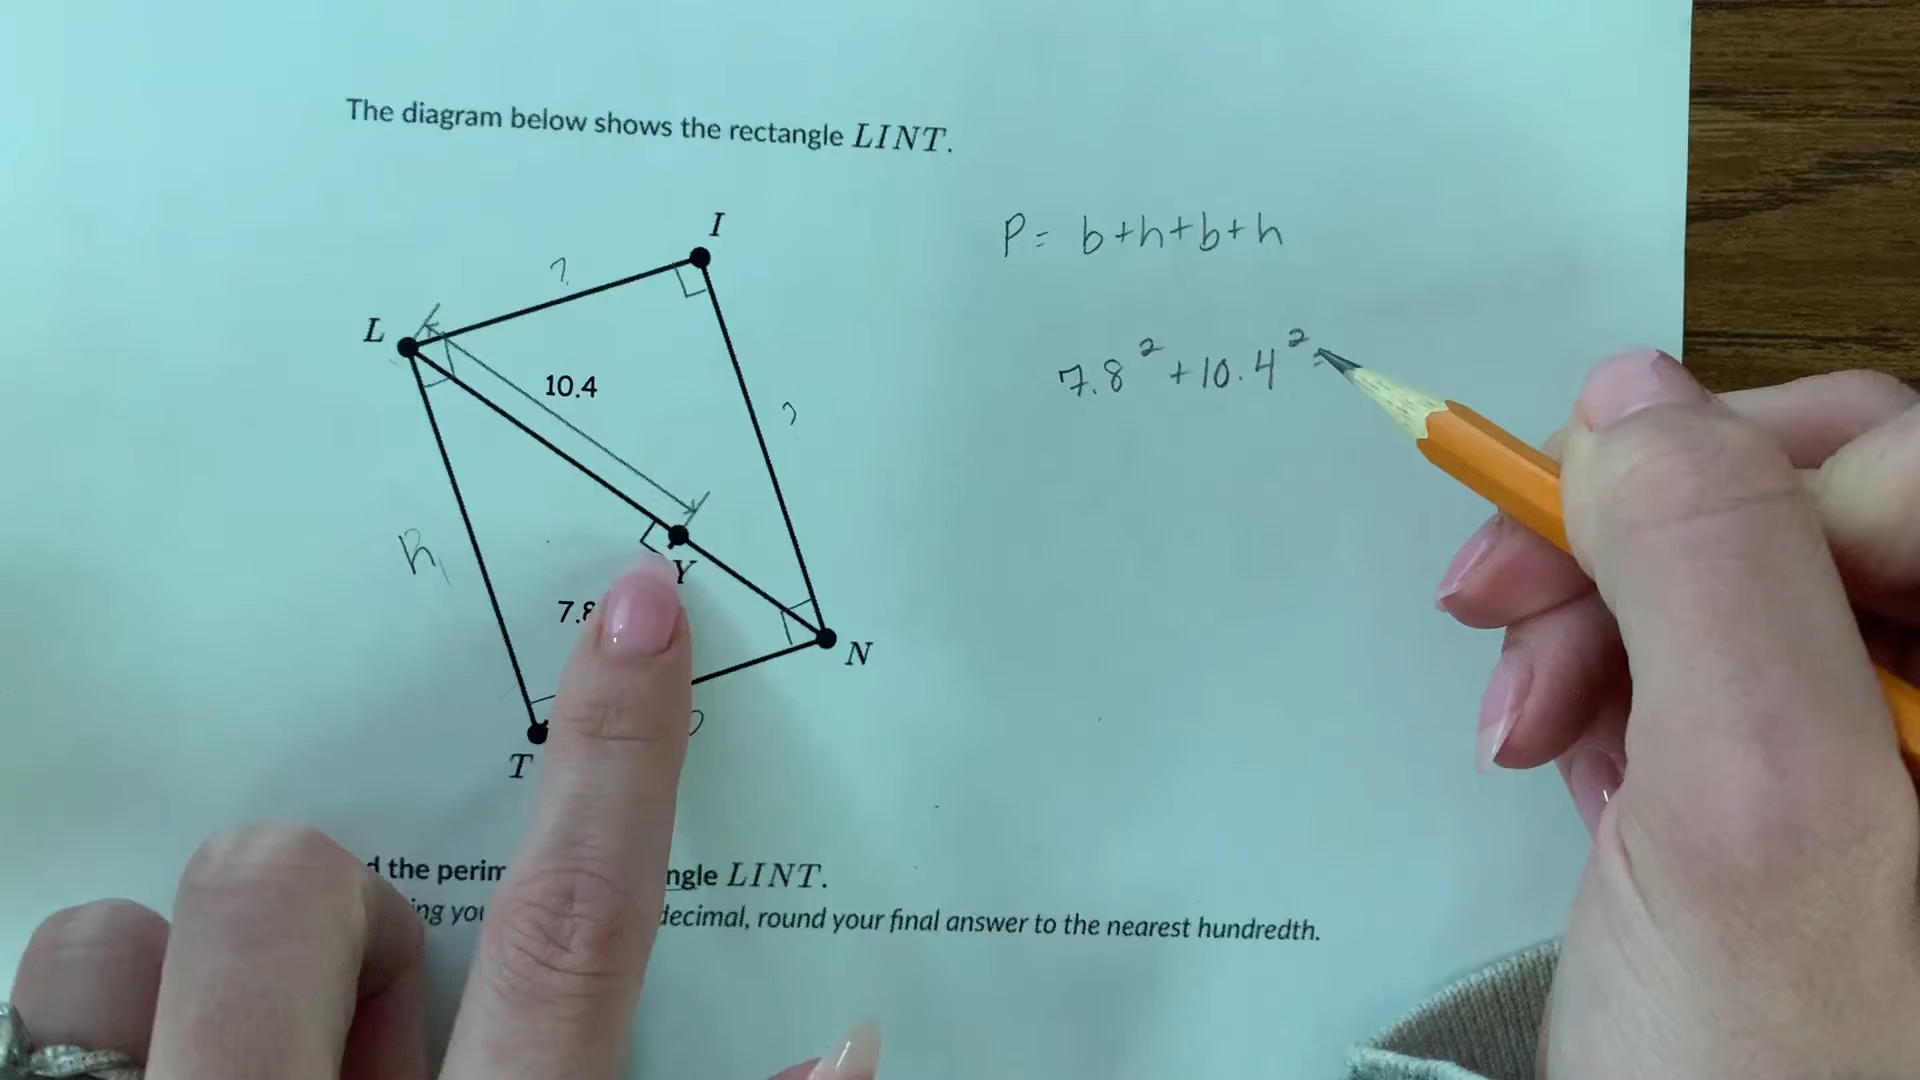 The diagram below shows the rectangle LINT.
I
P = b+h+b+h
?
L
7.8² + 10.4² =
10.4
?
h
Y
7.8
N
T
the perim ngle LINT.
ing you decimal, round your final answer to the nearest hundredth.